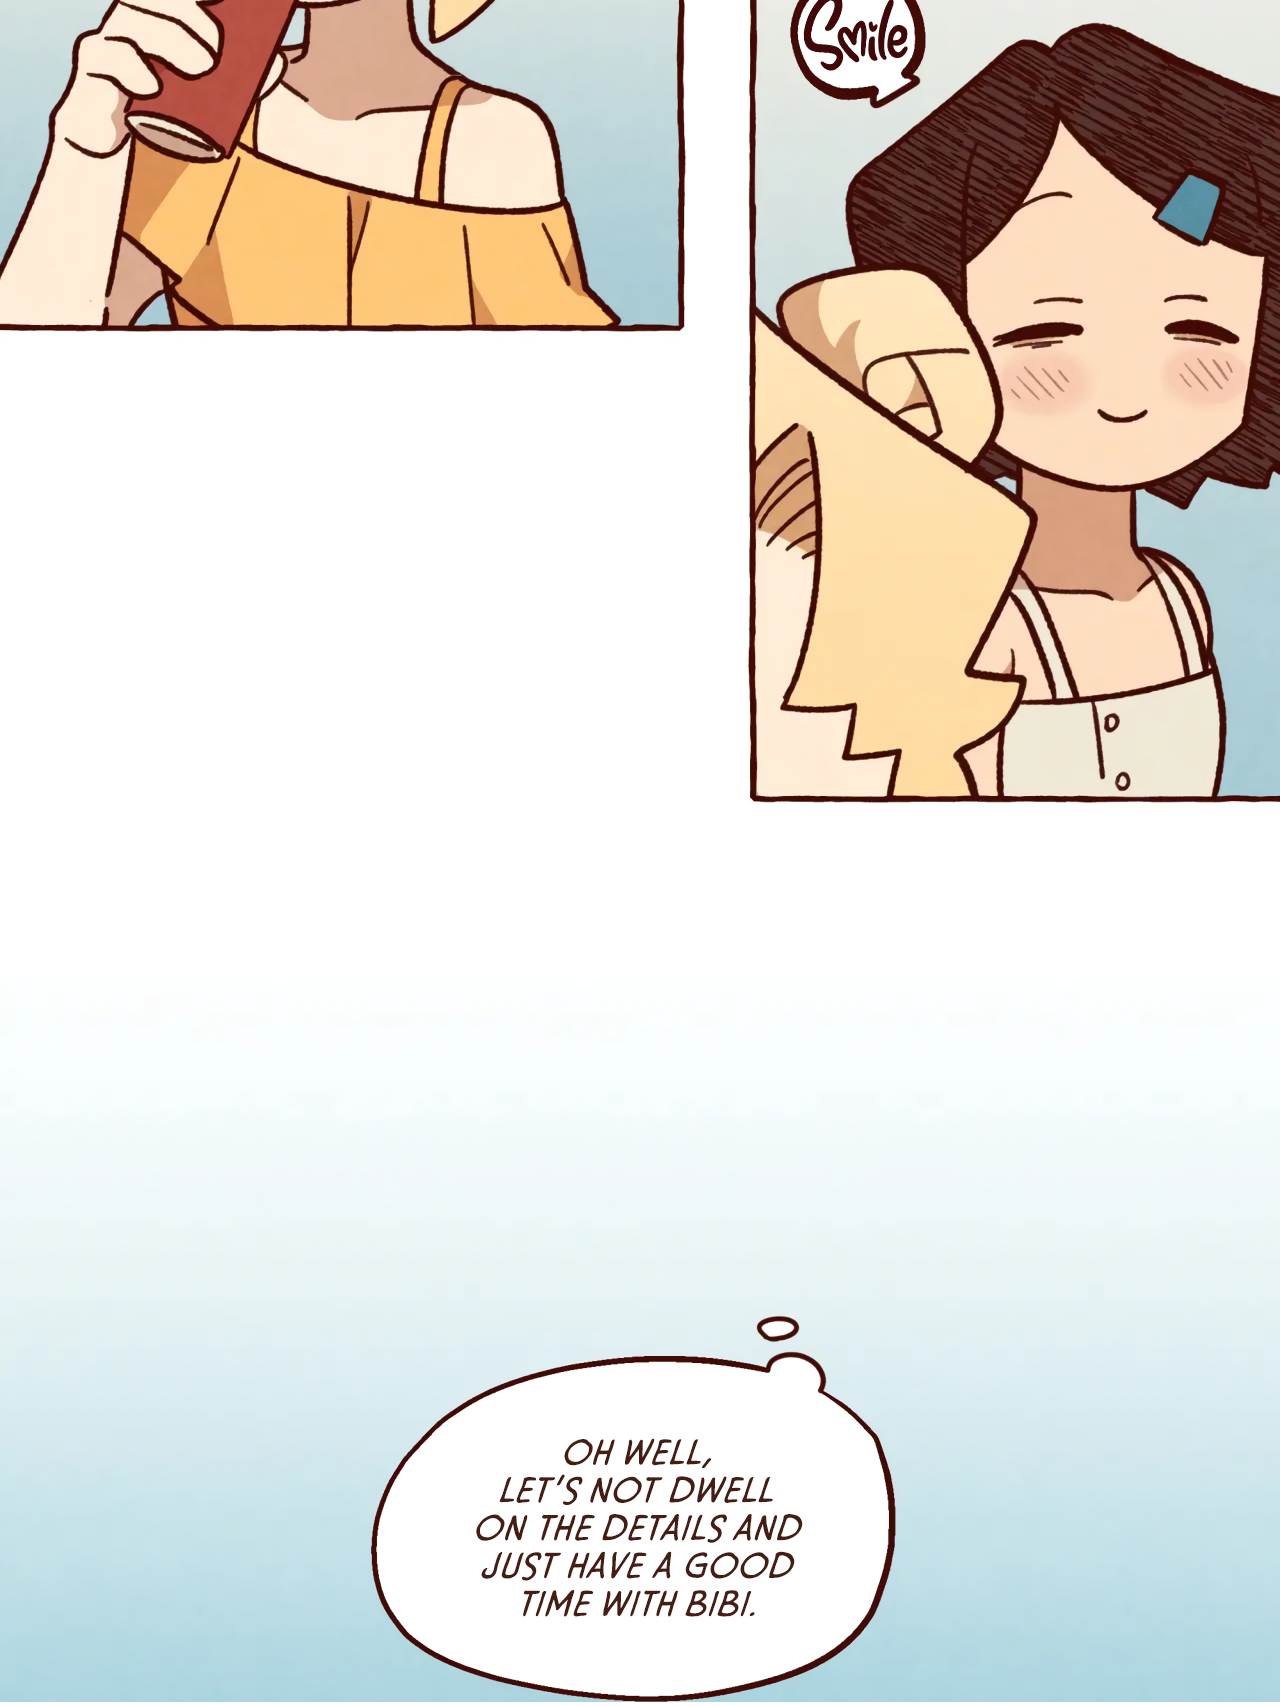 Smile
OH WELL,
LET'S NOT DWELL
ON THE DETAILS AND
JUST HAVE A GOOD
TIME WITH BIBI.